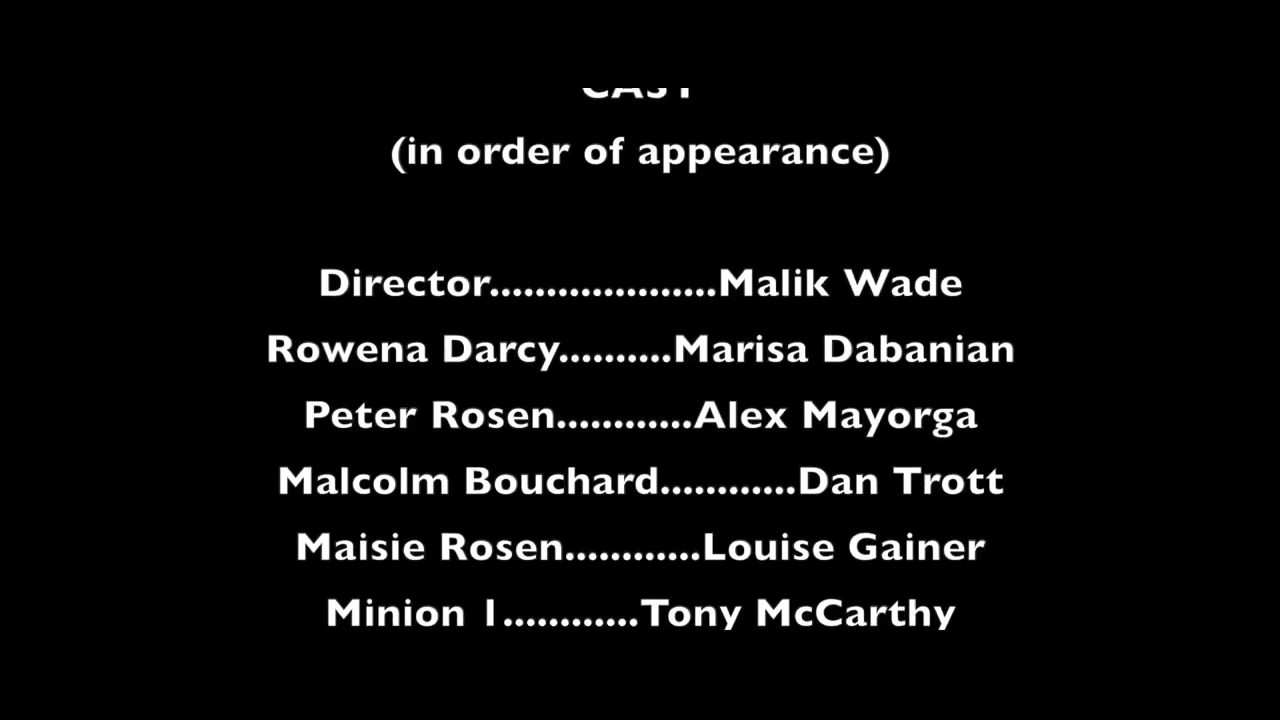 CAST
(in order of appearance)
Director....................Malik Wade
Rowena Darcy..........Marisa Dabanian
Peter Rosen............Alex Mayorga
Malcolm Bouchard............Dan Trott
Maisie Rosen............Louise Gainer
Minion 1............Tony McCarthy